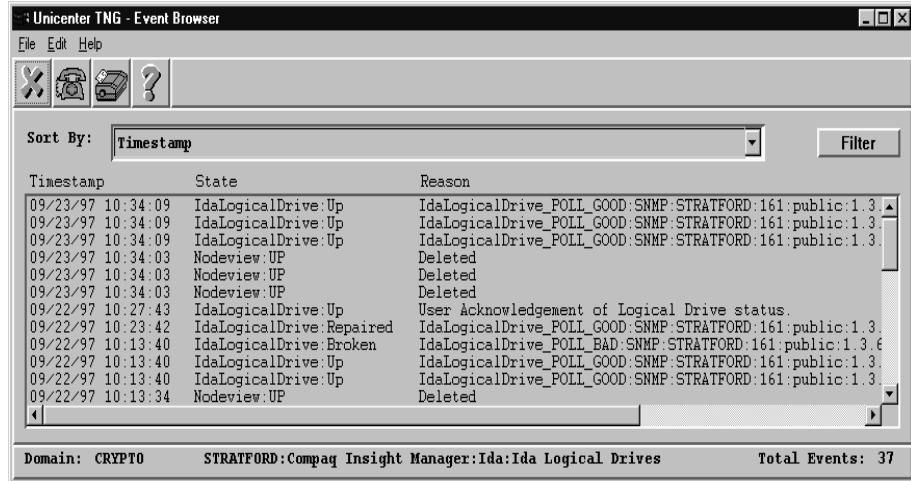 Unicenter TNG - Event Browser
File Edit Help
Sort By: Timestamp Filter
Timestamp State Reason
09/23/97 10:34:09 IdaLogicalDrive:Up IdaLogicalDrive_POLL_GOOD:SNMP:STRATFORD:161:public:1.3.
09/23/97 10:34:09 IdaLogicalDrive:Up IdaLogicalDrive_POLL_GOOD:SNMP:STRATFORD:161:public:1.3.
09/23/97 10:34:09 IdaLogicalDrive:Up IdaLogicalDrive_POLL_GOOD:SNMP:STRATFORD:161:public:1.3.
09/23/97 10:34:03 Nodeview:UP Deleted
09/23/97 10:34:03 Nodeview:UP Deleted
09/23/97 10:34:03 Nodeview:UP Deleted
09/22/97 10:27:43 IdaLogicalDrive:Up User Acknowledgement of Logical Drive status.
09/22/97 10:23:42 IdaLogicalDrive:Repaired IdaLogicalDrive_POLL_GOOD:SNMP:STRATFORD:161:public:1.3.
09/22/97 10:13:40 IdaLogicalDrive:Broken IdaLogicalDrive_POLL_BAD:SNMP:STRATFORD:161:public:1.3.6
09/22/97 10:13:40 IdaLogicalDrive:Up IdaLogicalDrive_POLL_GOOD:SNMP:STRATFORD:161:public:1.3.
09/22/97 10:13:40 IdaLogicalDrive:Up IdaLogicalDrive_POLL_GOOD:SNMP:STRATFORD:161:public:1.3.
09/22/97 10:13:34 Nodeview:UP Deleted
Domain: CRYPTO STRATFORD:Compaq Insight Manager:Ida:Ida Logical Drives Total Events: 37